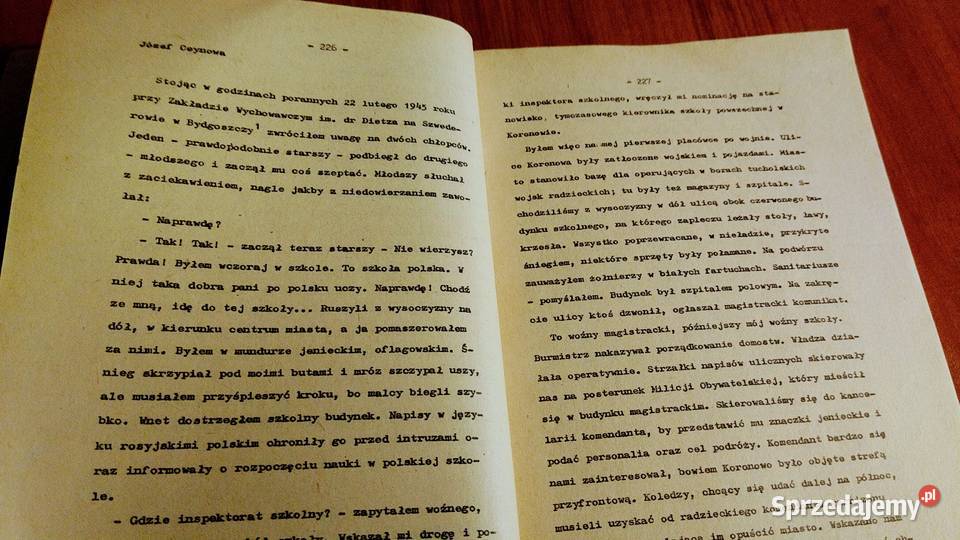 Józef Ceynowa
- 226 -
Stojąc w godzinach porannych 22 lutego 1945 roku
przy Zakładzie Wychowawczym im. dr Dietza na Szwede-
rowie w Bydgoszczy1 zwróciłem uwagę na dwóch chłopców.
Jeden - prawdopodobnie starszy - podbiegł do drugiego
- młodszego i zaczął mu coś szeptać. Młodszy słuchał
z zaciekawieniem, nagle jakby z niedowierzaniem zawo-
łał:
- Naprawdę?
- Tak! Tak! - zaczął teraz starszy - Nie wierzysz?
Prawda! Byłem wczoraj w szkole. To szkoła polska. W
niej taka dobra pani po polsku uczy. Naprawdę! Chodź
ze mną, idę do tej szkoły... Ruszyli z wysoczyzny na
dół, w kierunku centrum miasta, a ja pomaszerowałem
za nimi. Byłem w mundurze jenieckim, oflagowskim. Ś-
nieg skrzypiał pod moimi butami i mróz szczypał uszy,
ale musiałem przyśpieszyć kroku, bo malcy biegli szy-
bko. Wnet dostrzegłem szkolny budynek. Napisy w języ-
ku rosyjskimi polskim chroniły go przed intruzami o-
raz informowały o rozpoczęciu nauki w polskiej szko-
le.
- Gdzie inspektorat szkolny? - zapytałem woźnego,
szkoły. Wskazał mi drogę i po-
- 227 -
ki inspektora szkolnego, wręczył mi nominację na sta-
nowisko, tymczasowego kierownika szkoły powszechnej w
Koronowie.
Byłem więc na mej pierwszej placówce po wojnie. Uli-
ce Koronowa były zatłoczone wojskiem i pojazdami. Mias-
to stanowiło bazę dla operujących w borach tucholskich
wojsk radzieckich; tu były też magazyny i szpitale. S-
chodziliśmy z wysoczyzny w dół ulicą obok czerwonego bu-
dynku szkolnego, na którego zapleczu leżały stoły, ławy,
krzesła. Wszystko poprzewracane, w nieładzie, przykryte
śniegiem, niektóre sprzęty były połamane. Na podwórzu
zauważyłem żołnierzy w białych fartuchach. Sanitariusze
- pomyślałem. Budynek był szpitalem polowym. Na zakrę-
cie ulicy ktoś dzwonił, ogłaszał magistracki komunikat.
To woźny magistracki, późniejszy mój woźny szkoły.
Burmistrz nakazywał porządkowanie domostw. Władza dzia-
łała operatywnie. Strzałki napisów ulicznych skierowały
nas na posterunek Milicji Obywatelskiej, który mieścił
się w budynku magistrackim. Skierowaliśmy się do kance-
larii komendanta, by przedstawić mu znaczki jenieckie i
podać personalia oraz cel podróży. Komendant bardzo się
nami zainteresował, bowiem Koronowo było objęte strefą
przyfrontową. Koledzy, chcący się udać dalej na północ,
musieli uzyskać od radzieckiego
im opuścić miasto. Wskazano nam
Sprzedajemy.pl